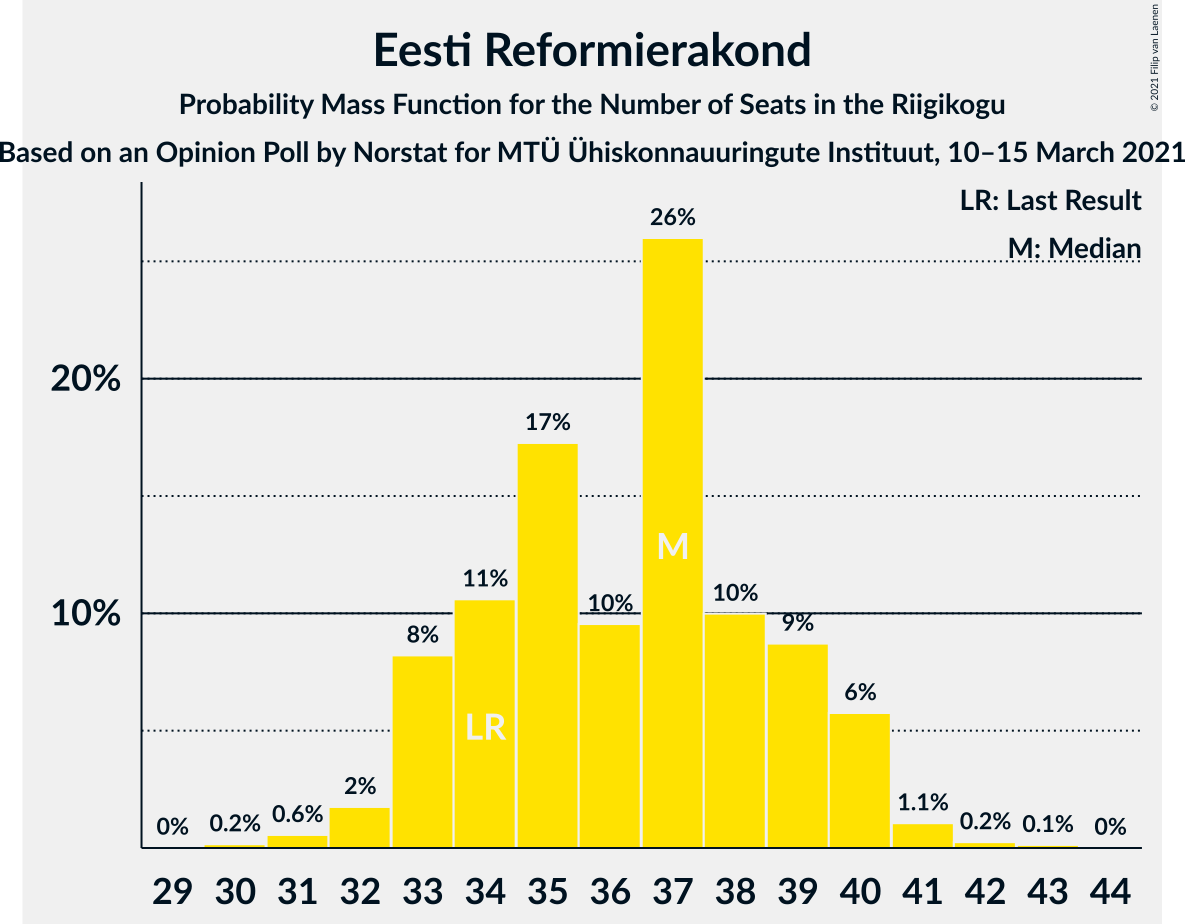 Eesti Reformierakond
Probability Mass Function for the Number of Seats in the Riigikogu
Based on an Opinion Poll by Norstat for MTÜ Ühiskonnauuringute Instituut, 10–15 March 2021
© 2021 Filip van Laenen
LR: Last Result
M: Median
26%
20%
17%
M
11%
10%
10%
10%
9%
8%
6%
LR
2%
1.1%
0%
0.2%
0.6%
0.2%
0.1%
0%
29 30 31 32 33 34 35 36 37 38 39 40 41 42 43 44